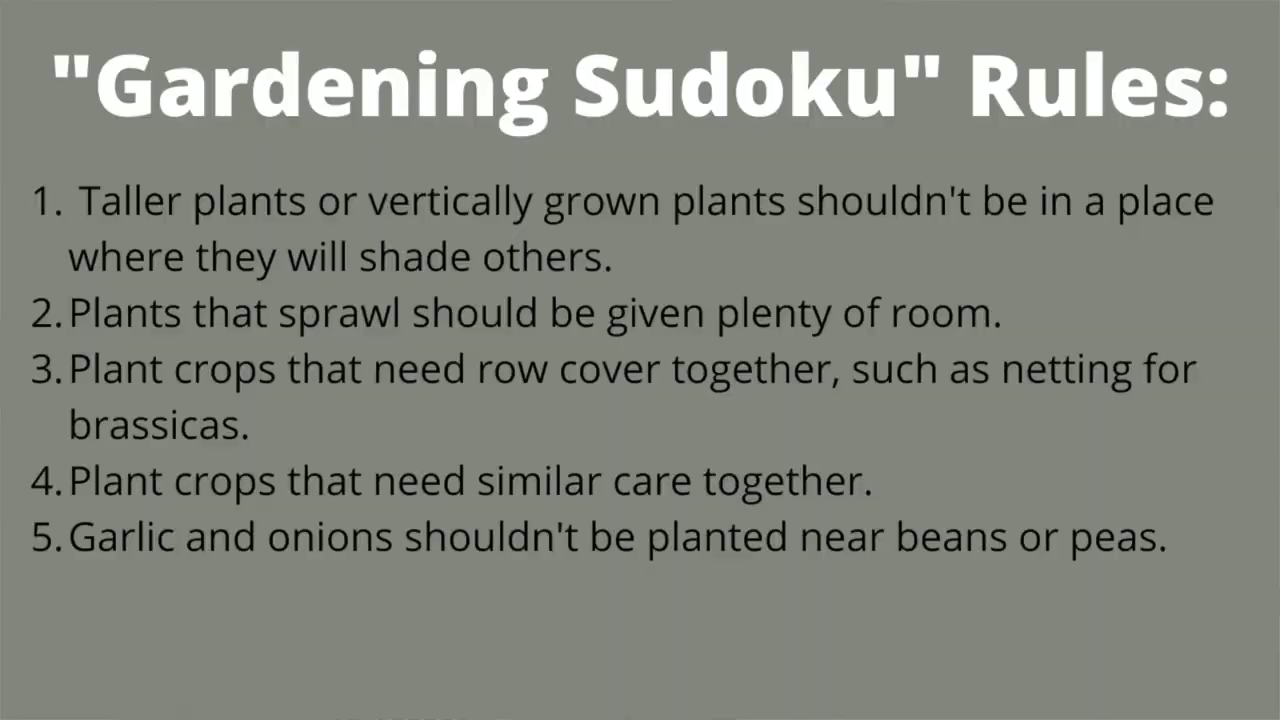 "Gardening Sudoku" Rules:
1. Taller plants or vertically grown plants shouldn't be in a place
where they will shade others.
2. Plants that sprawl should be given plenty of room.
3. Plant crops that need row cover together, such as netting for
brassicas.
4. Plant crops that need similar care together.
5. Garlic and onions shouldn't be planted near beans or peas.